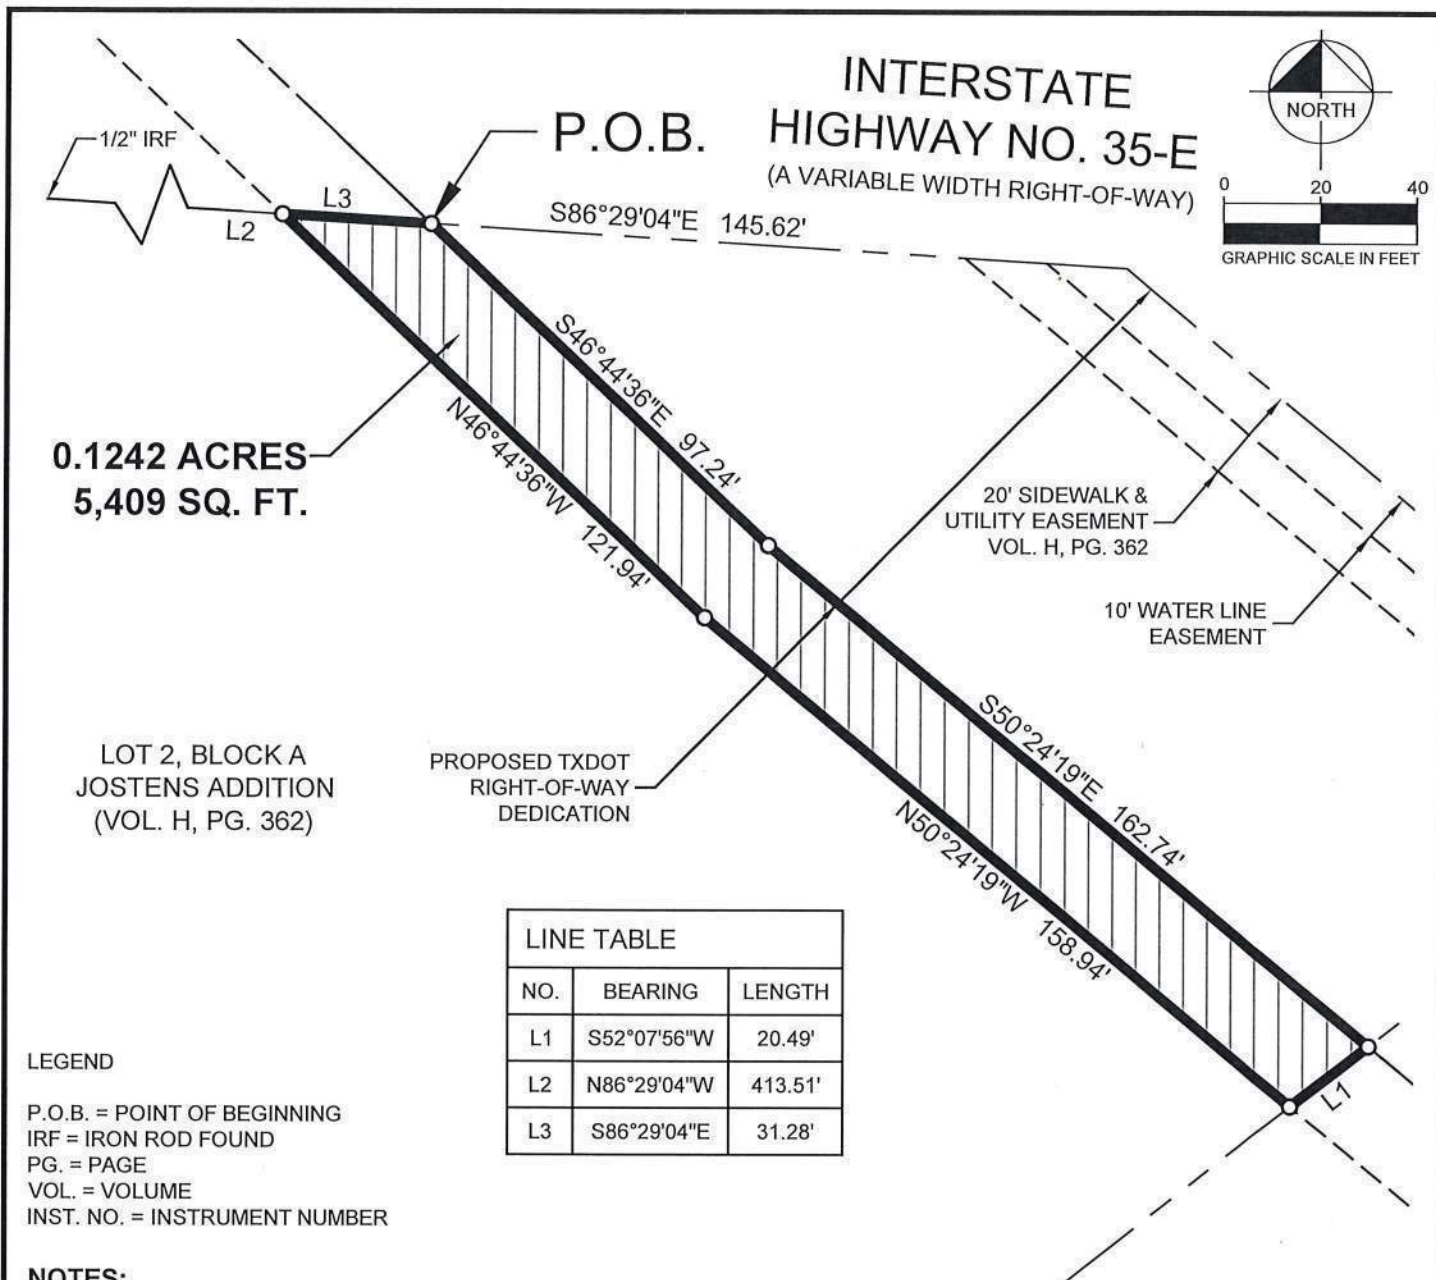 INTERSTATE
HIGHWAY NO. 35-E
(A VARIABLE WIDTH RIGHT-OF-WAY)
NORTH
0 20 40
GRAPHIC SCALE IN FEET
1/2" IRF
P.O.B.
L3
L2
S86°29'04"E 145.62'
S46°44'36"E 97.24'
N46°44'36"W 121.94'
0.1242 ACRES
5,409 SQ. FT.
20' SIDEWALK &
UTILITY EASEMENT
VOL. H, PG. 362
10' WATER LINE
EASEMENT
S50°24'19"E 162.74'
N50°24'19"W 158.94'
LOT 2, BLOCK A
JOSTENS ADDITION
(VOL. H, PG. 362)
PROPOSED TXDOT
RIGHT-OF-WAY
DEDICATION
L1
LINE TABLE
NO. BEARING LENGTH
L1 S52°07'56"W 20.49'
L2 N86°29'04"W 413.51'
L3 S86°29'04"E 31.28'
LEGEND
P.O.B. = POINT OF BEGINNING
IRF = IRON ROD FOUND
PG. = PAGE
VOL. = VOLUME
INST. NO. = INSTRUMENT NUMBER
NOTES: